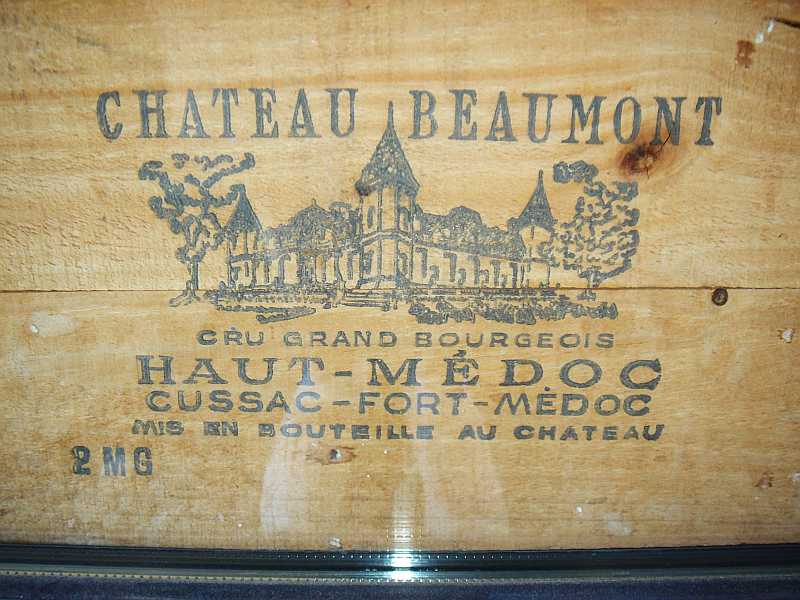 CHATEAU BEAUMONT
CRU GRAND BOURGEOIS
HAUT-MÉDOC
CUSSAC-FORT-MÉDOC
MIS EN BOUTEILLE AU CHATEAU
2 MG